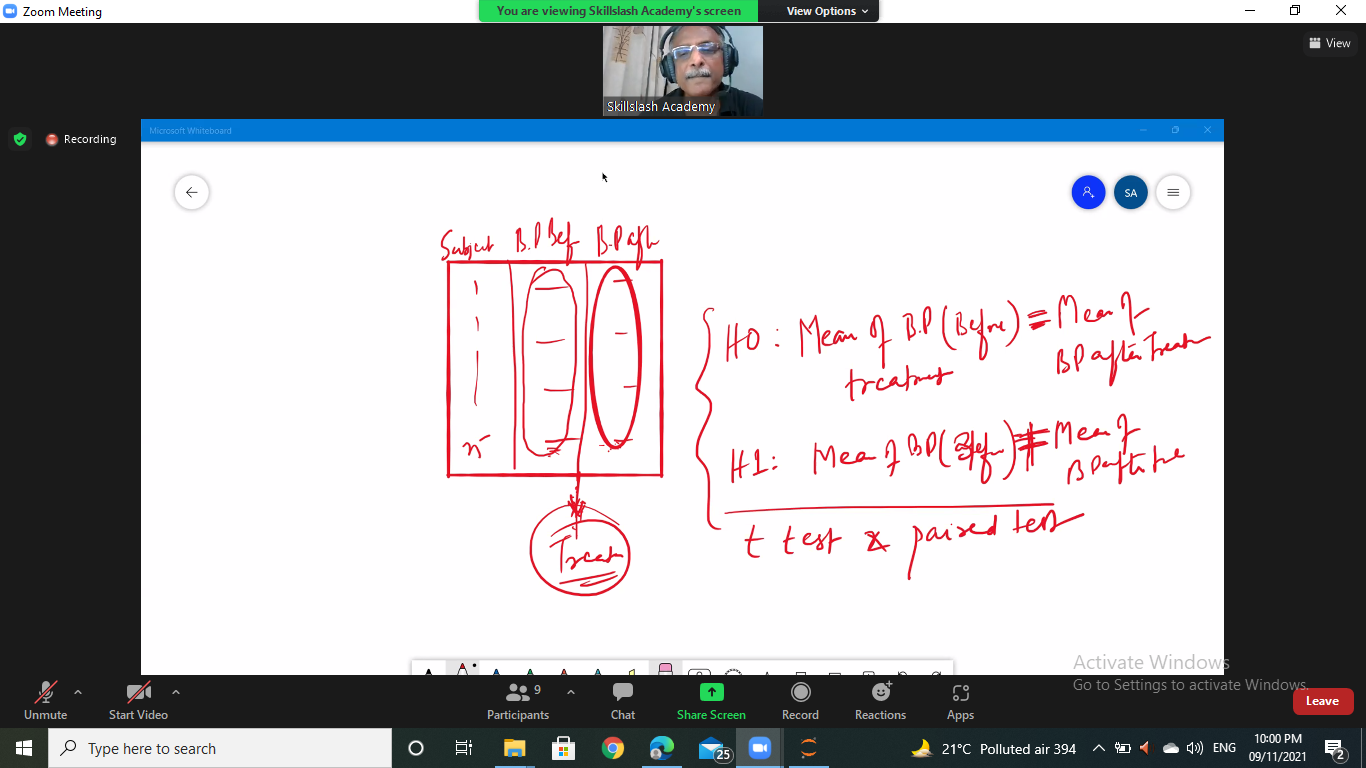 Zoom Meeting
You are viewing Skillslash Academy's screen
View Options
View
Skillslash Academy
Recording
Microsoft Whiteboard
SA
Subject B.P Bef B.P aft
1
1
n
Treat
H0 : Mean of B.P (Before) = Mean of
treatment BP after Treat
H1: Mean of BP (Before) ≠ Mean of
BP after tre
t test & paired test
Activate Windows
Go to Settings to activate Windows.
Unmute
Start Video
9
Participants
Chat
Share Screen
Record
Reactions
Apps
Leave
Type here to search
25
21°C Polluted air 394
ENG
10:00 PM
09/11/2021
2